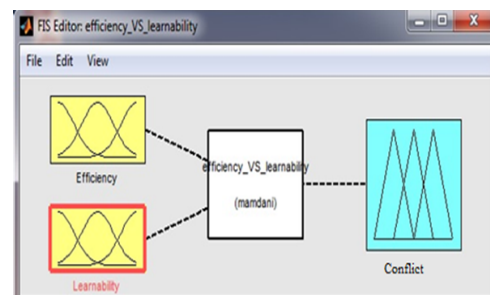 FIS Editor: efficiency_VS_learnability
File Edit View
Efficiency
efficiency_VS_learnability
(mamdani)
Learnability
Conflict